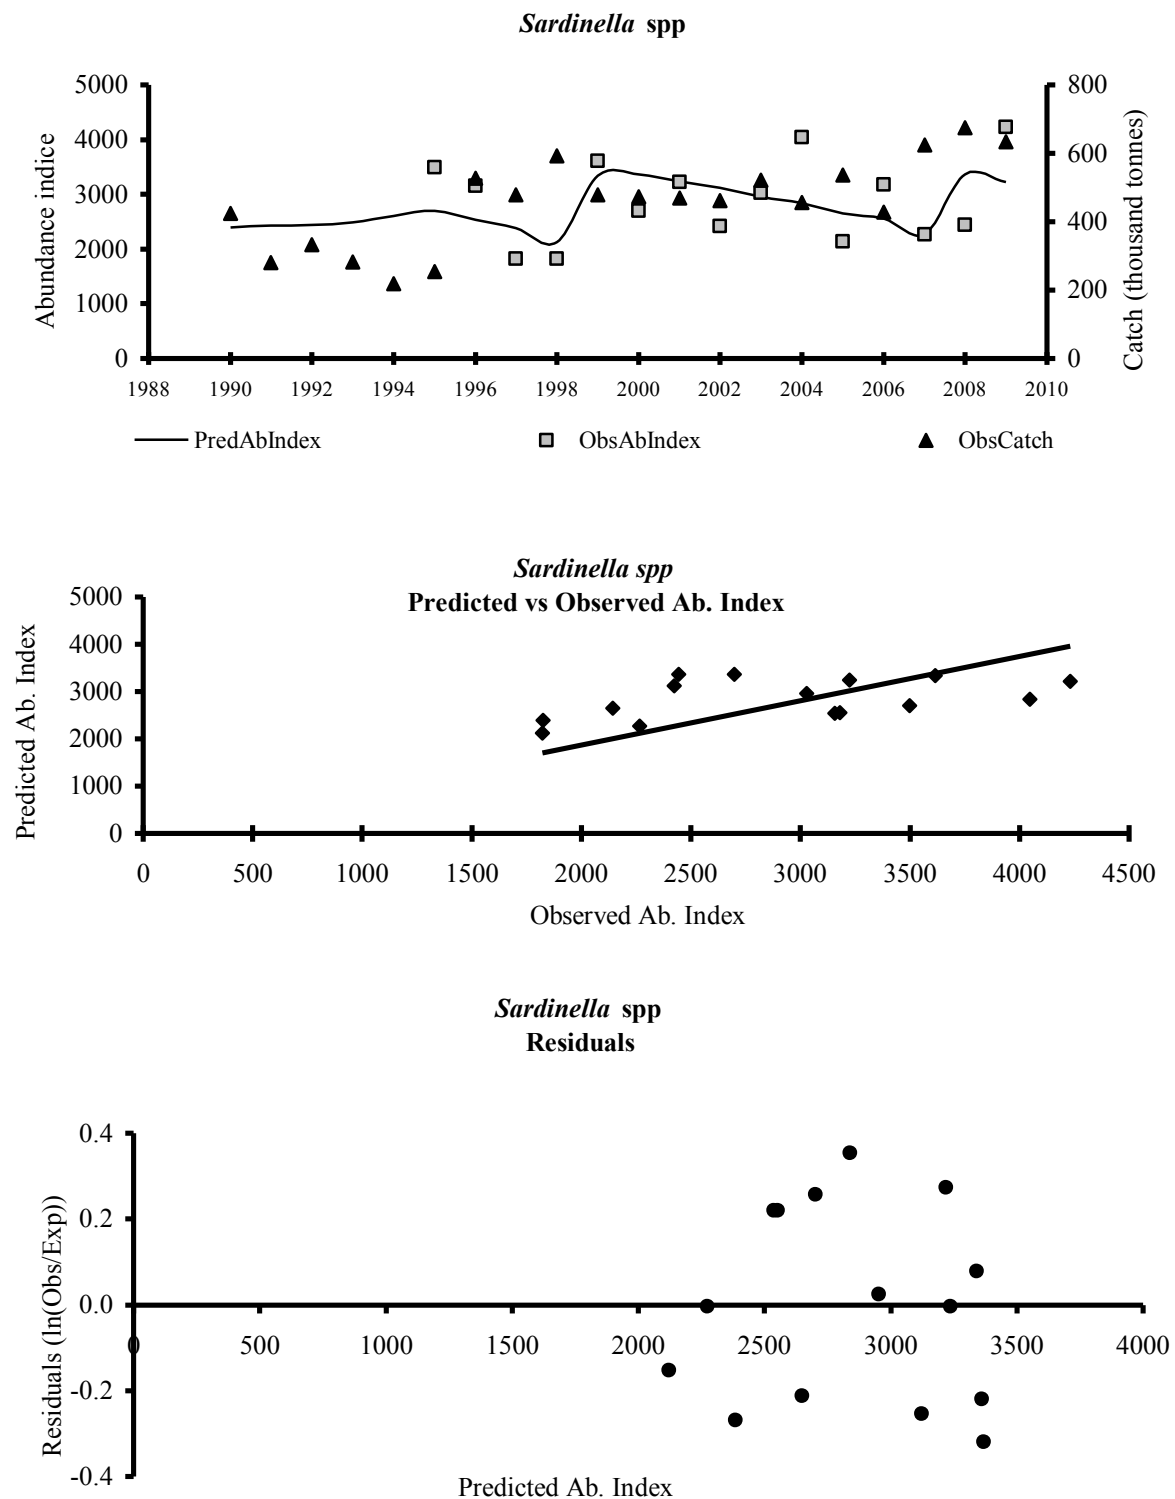 Sardinella spp
5000
4000
3000
2000
1000
0
Abundance indice
800
600
400
200
0
Catch (thousand tonnes)
1988 1990 1992 1994 1996 1998 2000 2002 2004 2006 2008 2010
PredAbIndex ObsAbIndex ObsCatch
Sardinella spp
Predicted vs Observed Ab. Index
5000
4000
3000
2000
1000
0
Predicted Ab. Index
0 500 1000 1500 2000 2500 3000 3500 4000 4500
Observed Ab. Index
Sardinella spp
Residuals
0.4
0.2
0.0
-0.2
-0.4
Residuals (ln(Obs/Exp))
0 500 1000 1500 2000 2500 3000 3500 4000
Predicted Ab. Index